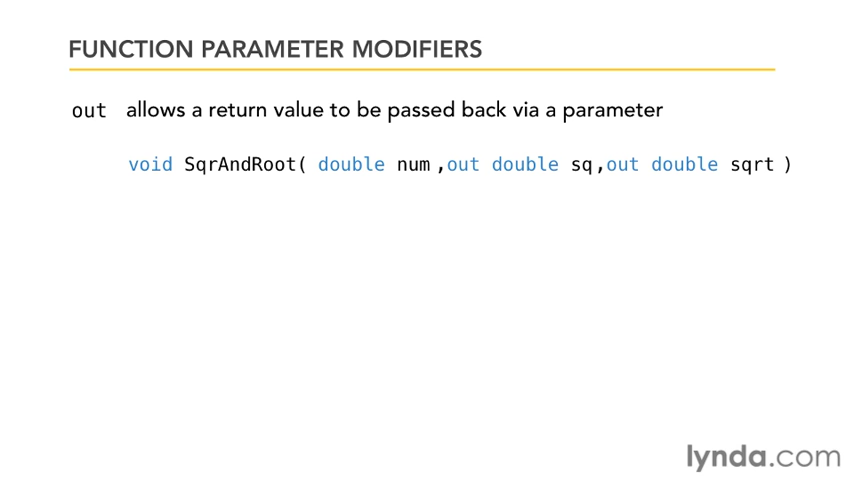 FUNCTION PARAMETER MODIFIERS
out allows a return value to be passed back via a parameter
void SqrAndRoot( double num ,out double sq,out double sqrt )
lynda.com